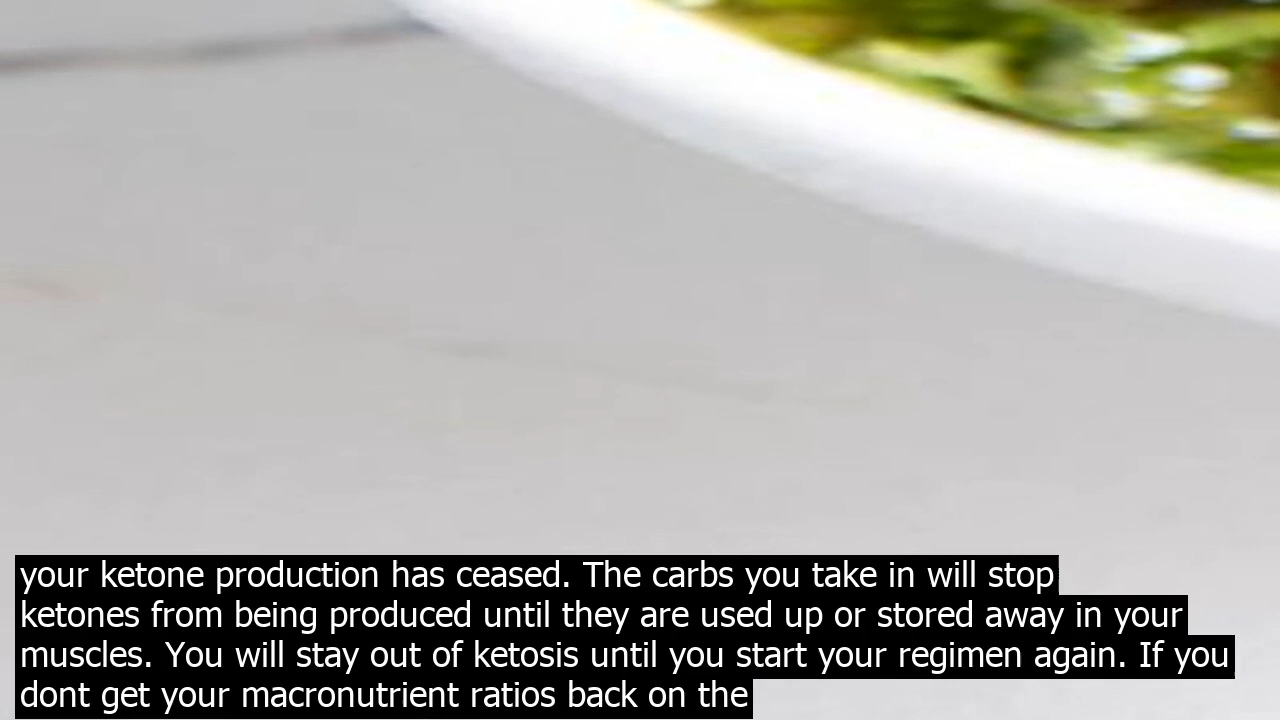 your ketone production has ceased. The carbs you take in will stop
ketones from being produced until they are used up or stored away in your
muscles. You will stay out of ketosis until you start your regimen again. If you
dont get your macronutrient ratios back on the